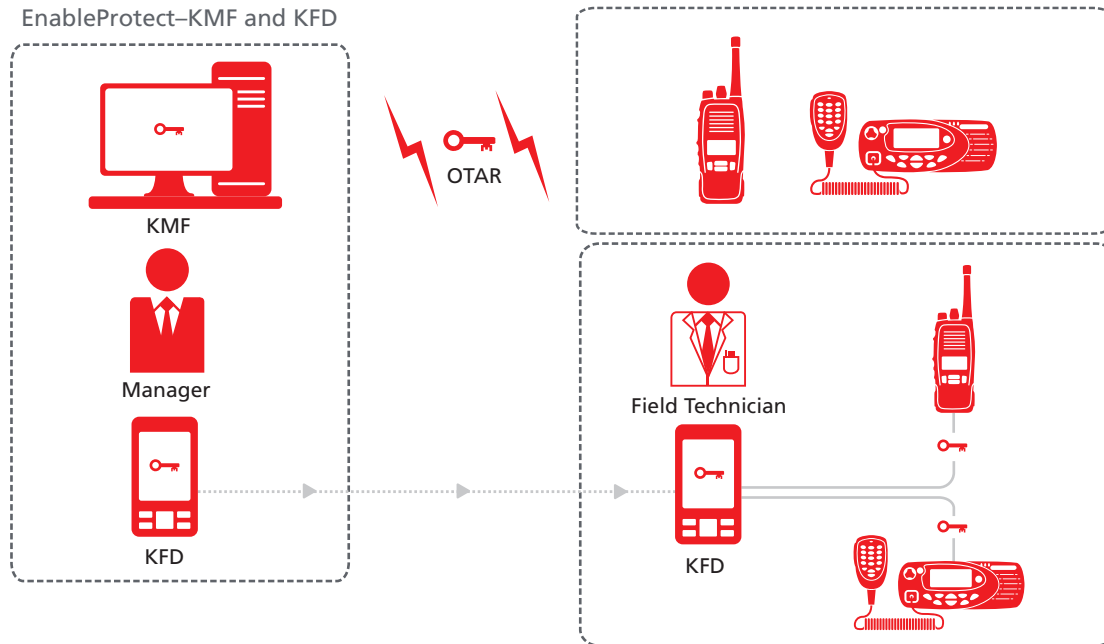 EnableProtect–KMF and KFD
KMF
OTAR
Manager
Field Technician
KFD
KFD